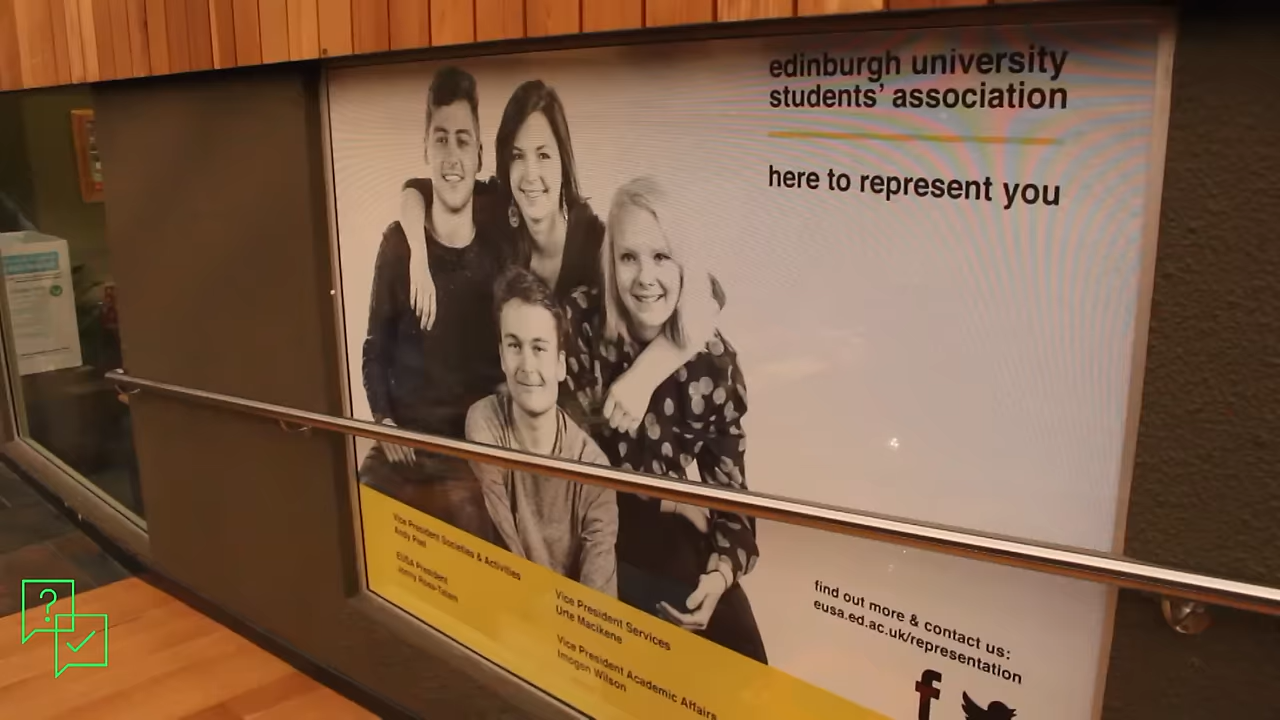 edinburgh university
students' association
here to represent you
Vice President Societies & Activities
Andy Peel
EUSA President
Jonny Ross-Tatam
Vice President Services
Urte Macikene
Vice President Academic Affairs
Imogen Wilson
find out more & contact us:
eusa.ed.ac.uk/representation